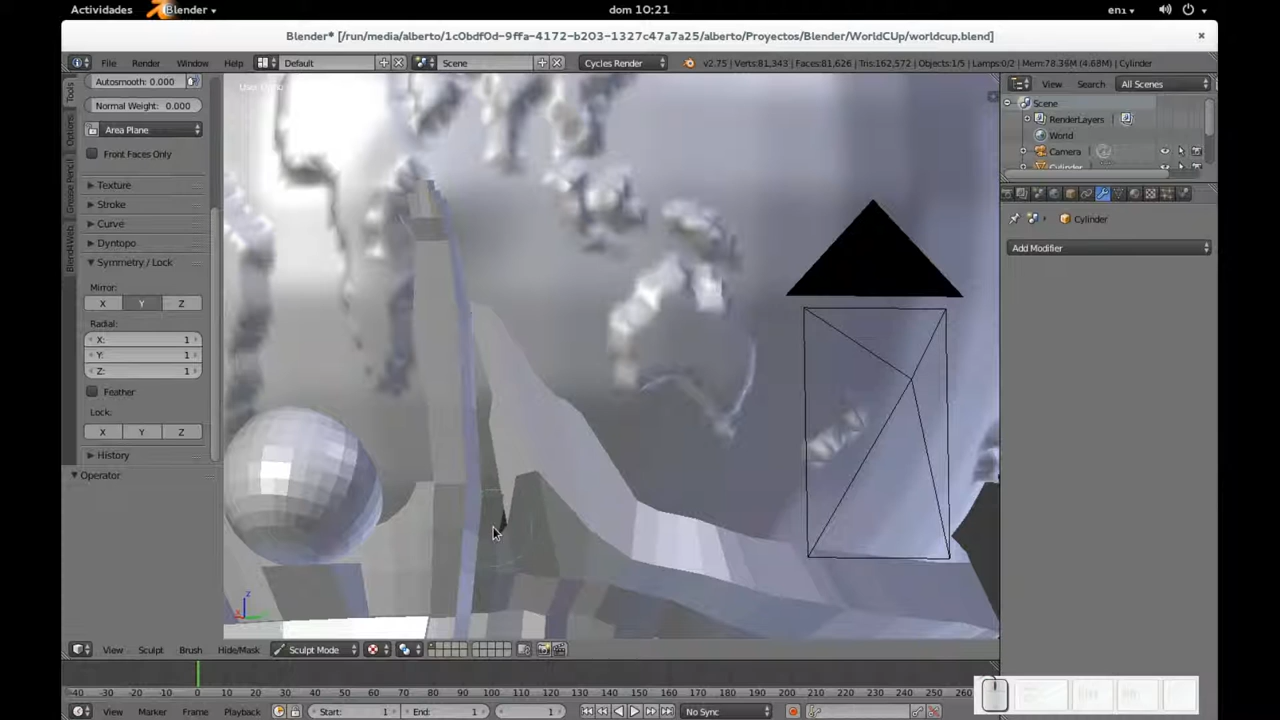 Actividades Blender dom 10:21 en1
Blender* [/run/media/alberto/1c0bdf0d-9ffa-4172-b203-1327c47a7a25/alberto/Proyectos/Blender/WorldCUp/worldcup.blend]
File Render Window Help Default Scene Cycles Render v2.75 | Verts:81,343 | Faces:81,626 | Tris:162,572 | Objects:1/5 | Lamps:0/2 | Mem:78.36M (4.68M) | Cylinder
Autosmooth: 0.000
Normal Weight: 0.000
Area Plane
Front Faces Only
Texture
Stroke
Curve
Dyntopo
Symmetry / Lock
Mirror:
X Y Z
Radial:
X: 1
Y: 1
Z: 1
Feather
Lock:
X Y Z
History
Operator
Tools
Options
Grease Pencil
Blend4Web
View Search All Scenes
Scene
RenderLayers
World
Camera
Cylinder
Cylinder
Add Modifier
z
View Sculpt Brush Hide/Mask Sculpt Mode
-40 -30 -20 -10 0 10 20 30 40 50 60 70 80 90 100 110 120 130 140 150 160 170 180 190 200 210 220 230 240 250 260
View Marker Frame Playback Start: 1 End: 1 1 No Sync